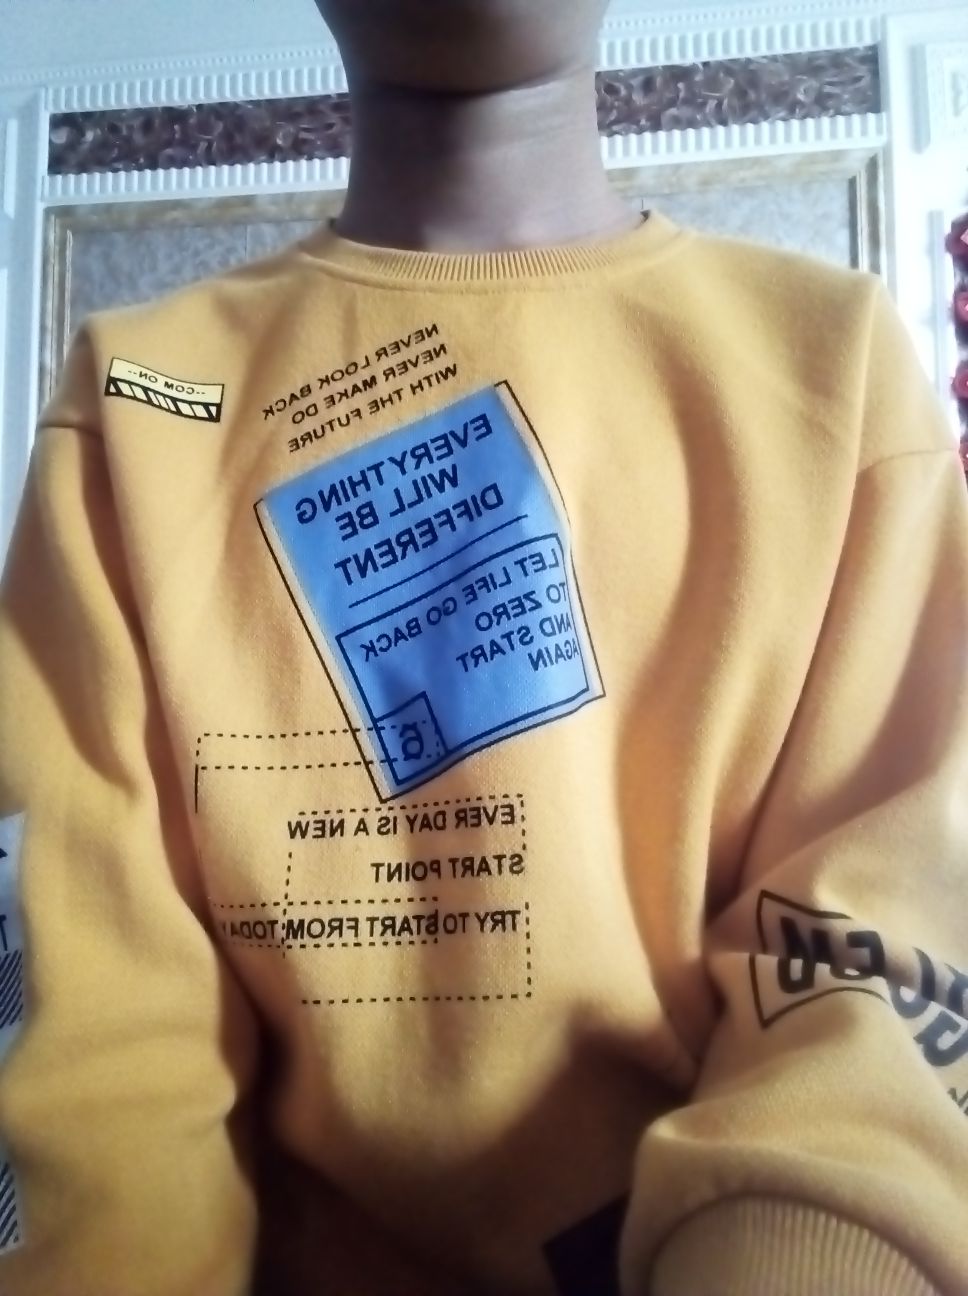 --COM ON--
NEVER LOOK BACK
NEVER MAKE DO
WITH THE FUTURE
EVERYTHING
WILL BE
DIFFERENT
LET LIFE GO BACK
TO ZERO
AND START
AGAIN
EVER DAY IS A NEW
START POINT
TRY TO START FROM TODAY